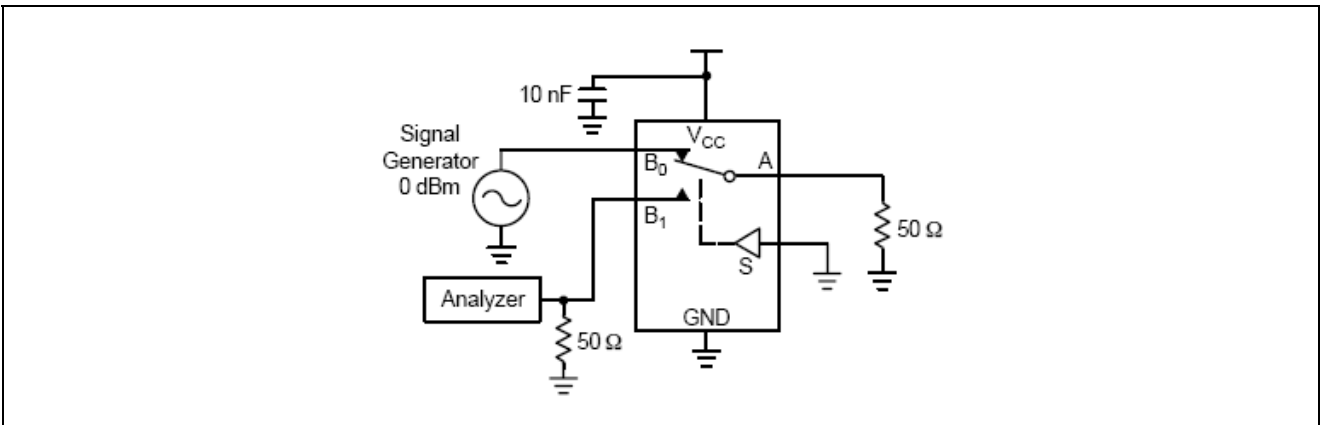 10 nF
Signal
Generator
0 dBm
V_CC
B_0
A
B_1
50 Ω
S
Analyzer
GND
50 Ω